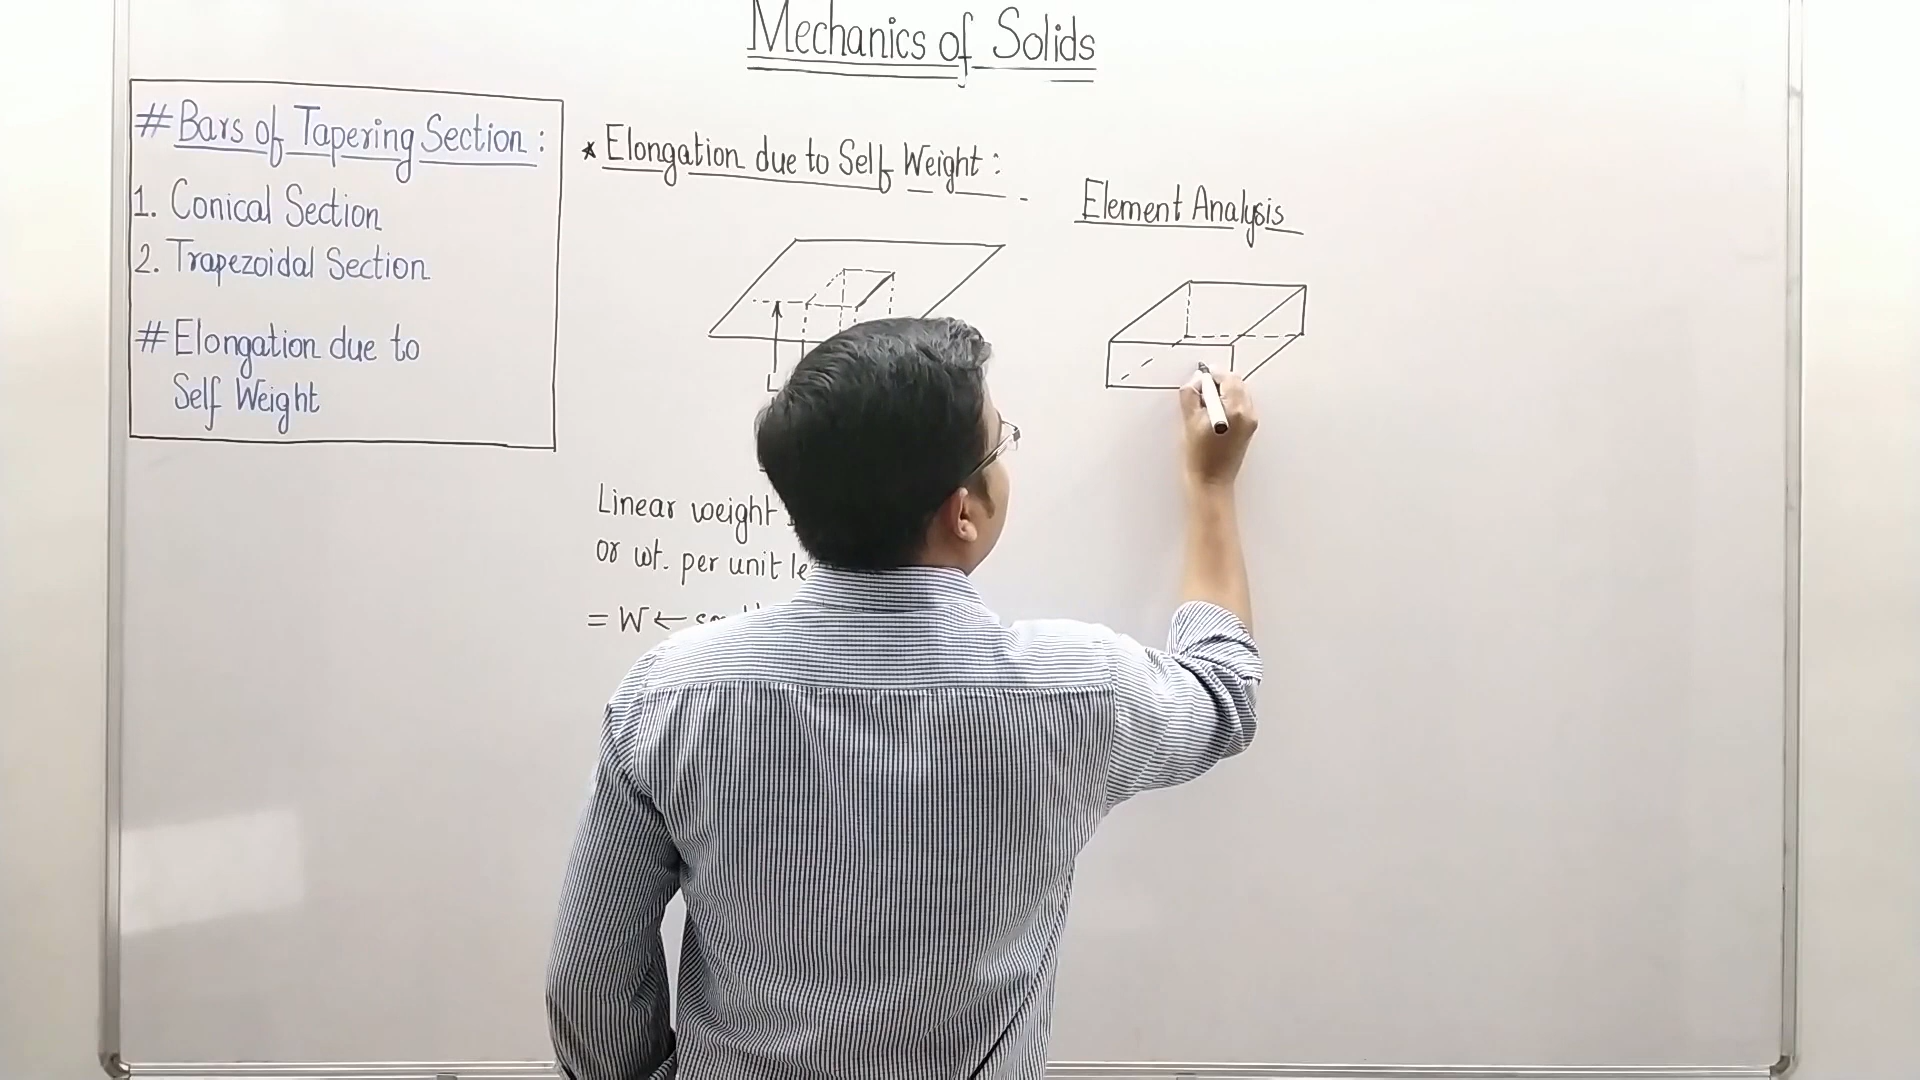 Mechanics of Solids
# Bars of Tapering Section :
1. Conical Section
2. Trapezoidal Section
# Elongation due to
Self Weight
* Elongation due to Self Weight :
L
Linear weight
or wt. per unit
= W ←
Element Analysis